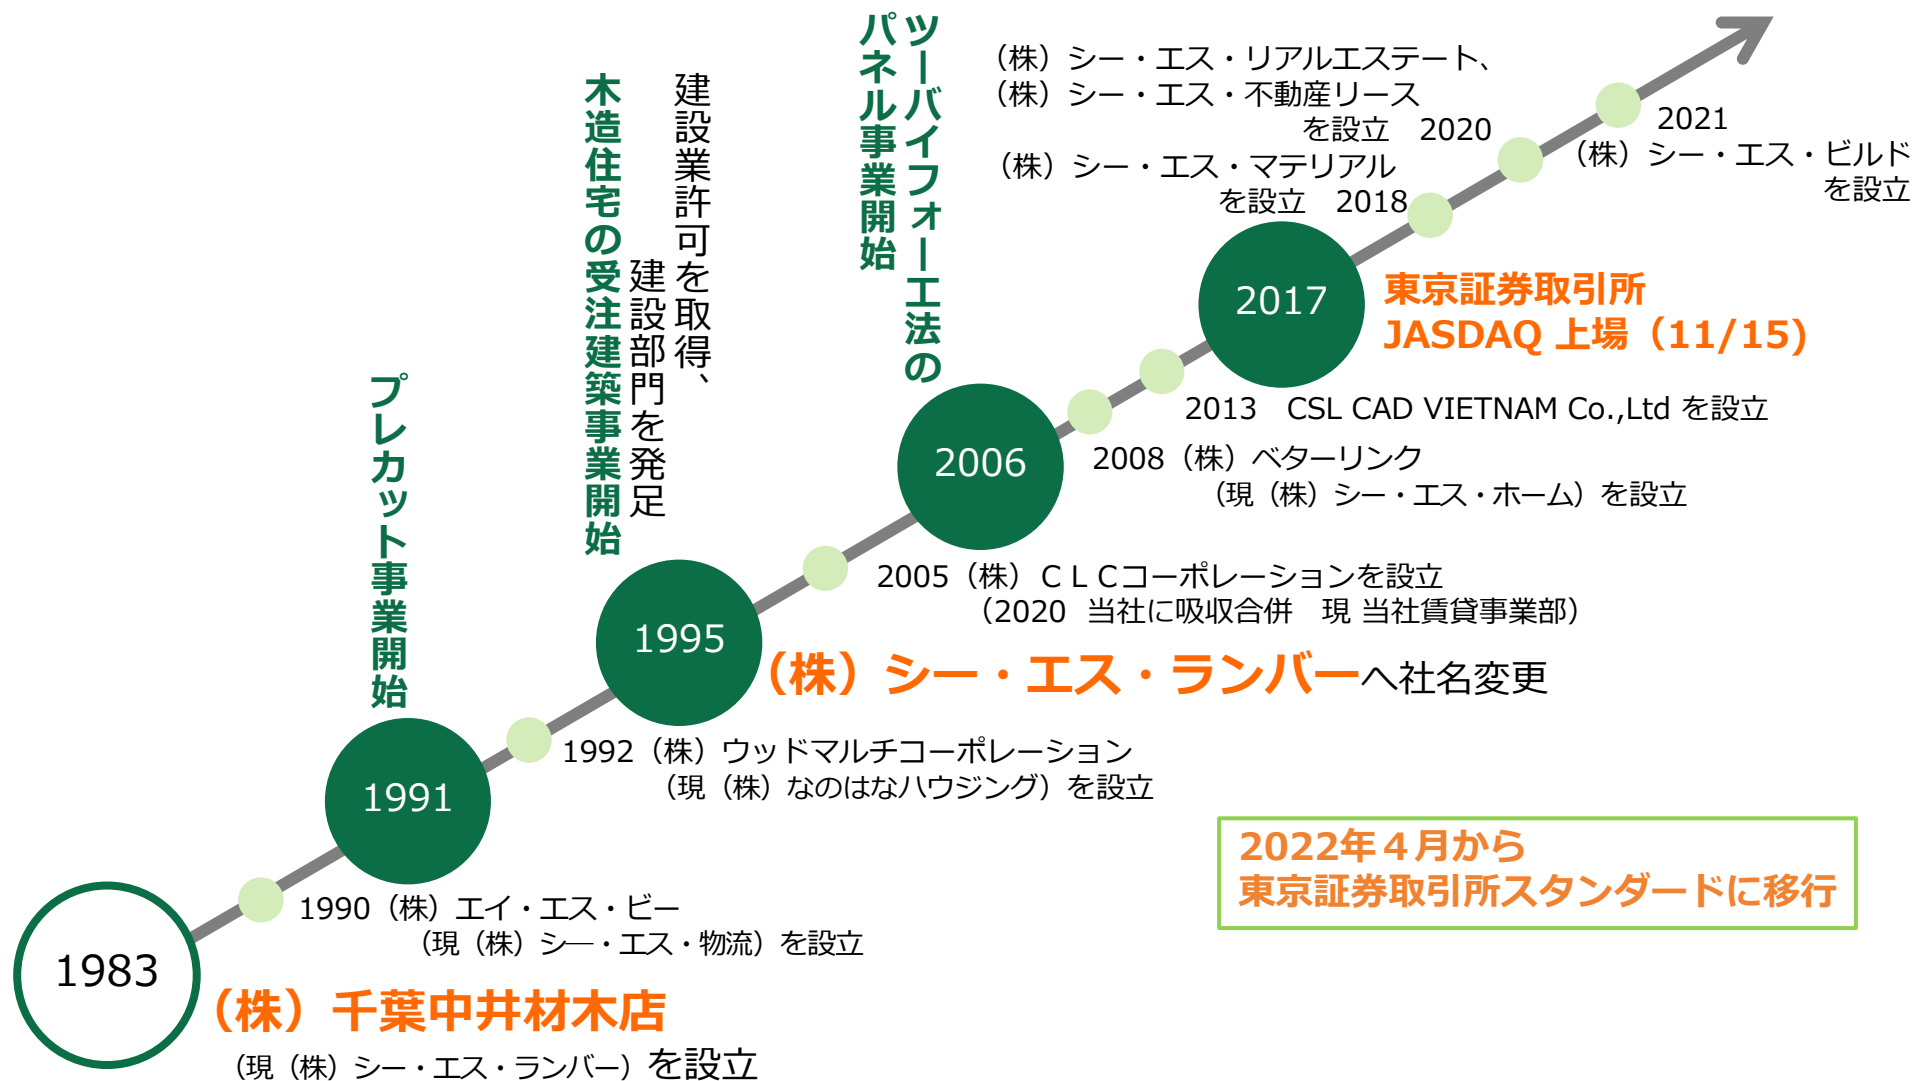 1983
（株）千葉中井材木店
（現（株）シー・エス・ランバー）を設立
1990（株）エイ・エス・ビー
（現（株）シ―・エス・物流）を設立
1991
プレカット事業開始
1992（株）ウッドマルチコーポレーション
（現（株）なのはなハウジング）を設立
1995
（株）シー・エス・ランバーへ社名変更
建設業許可を取得、
建設部門を発足
木造住宅の受注建築事業開始
2005（株）ＣＬＣコーポレーションを設立
（2020 当社に吸収合併　現 当社賃貸事業部）
2006
ツーバイフォー工法の
パネル事業開始
2008（株）ベターリンク
（現（株）シー・エス・ホーム）を設立
2013　CSL CAD VIETNAM Co.,Ltd を設立
2017
東京証券取引所
JASDAQ 上場（11/15)
（株）シー・エス・マテリアル
を設立　2018
（株）シー・エス・リアルエステート、
（株）シー・エス・不動産リース
を設立　2020
2021
（株）シー・エス・ビルド
を設立
2022年４月から
東京証券取引所スタンダードに移行